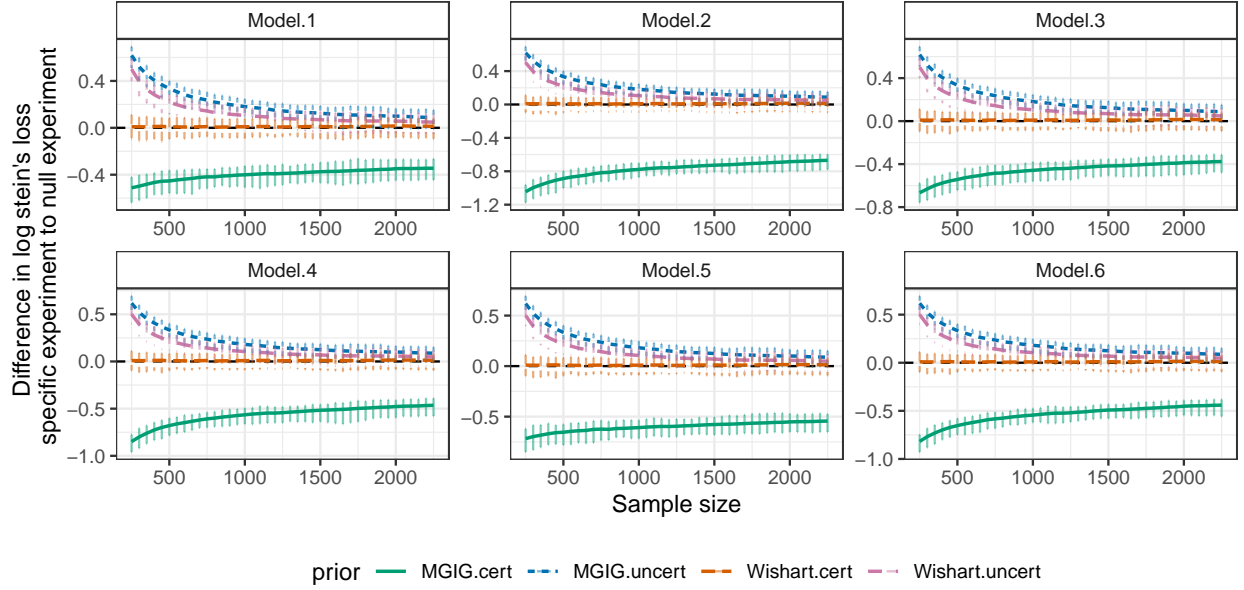 Model.1
Model.2
Model.3
0.4
0.0
−0.4
0.4
0.0
−0.4
−0.8
−1.2
0.4
0.0
−0.4
−0.8
500 1000 1500 2000
500 1000 1500 2000
500 1000 1500 2000
Model.4
Model.5
Model.6
0.5
0.0
−0.5
−1.0
0.5
0.0
−0.5
0.5
0.0
−0.5
−1.0
500 1000 1500 2000
500 1000 1500 2000
500 1000 1500 2000
Difference in log stein's loss
specific experiment to null experiment
Sample size
prior MGIG.cert MGIG.uncert Wishart.cert Wishart.uncert